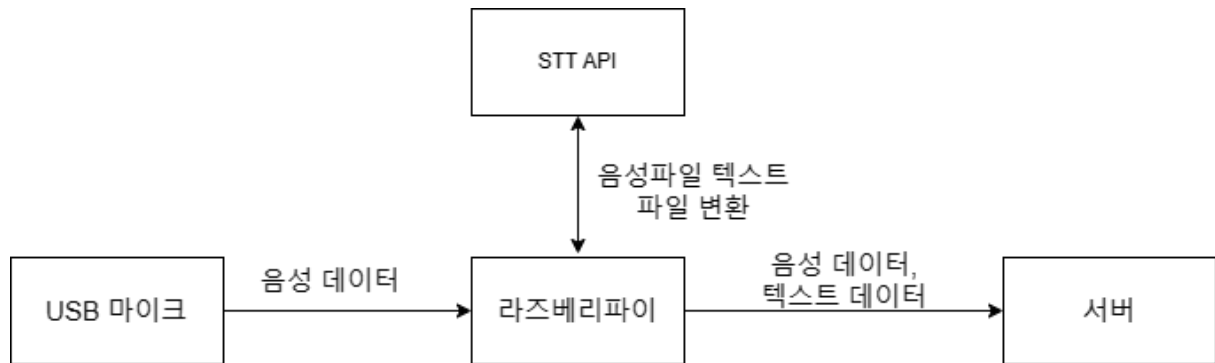 STT API
음성파일 텍스트
파일 변환
USB 마이크
음성 데이터
라즈베리파이
음성 데이터,
텍스트 데이터
서버